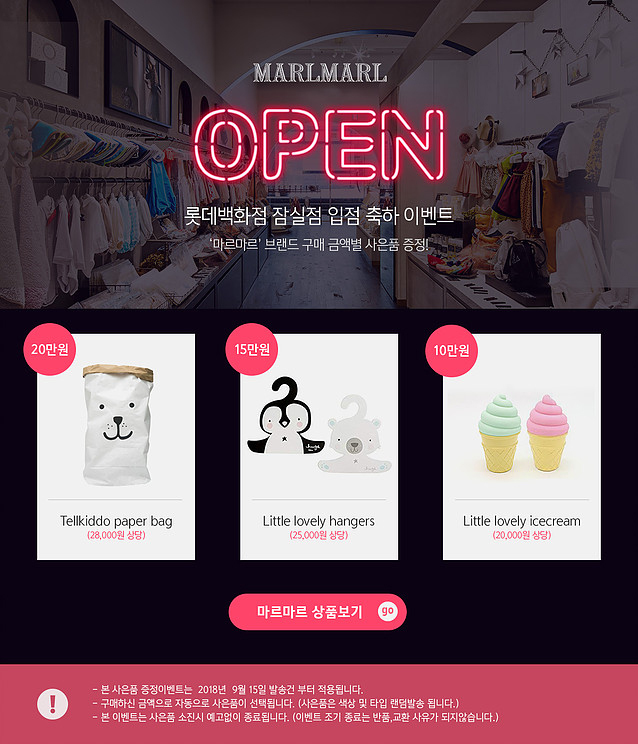 MARLMARL
OPEN
롯데백화점 잠실점 입점 축하 이벤트
'마르마르' 브랜드 구매 금액별 사은품 증정!
20만원
15만원
10만원
Tellkiddo paper bag
(28,000원 상당)
Little lovely hangers
(25,000원 상당)
Little lovely icecream
(20,000원 상당)
마르마르 상품보기 go
!
- 본 사은품 증정이벤트는 2018년 9월 15일 발송건 부터 적용됩니다.
- 구매하신 금액으로 자동으로 사은품이 선택됩니다. (사은품은 색상 및 타입 랜덤발송 됩니다.)
- 본 이벤트는 사은품 소진시 예고없이 종료됩니다. (이벤트 조기 종료는 반품,교환 사유가 되지않습니다.)